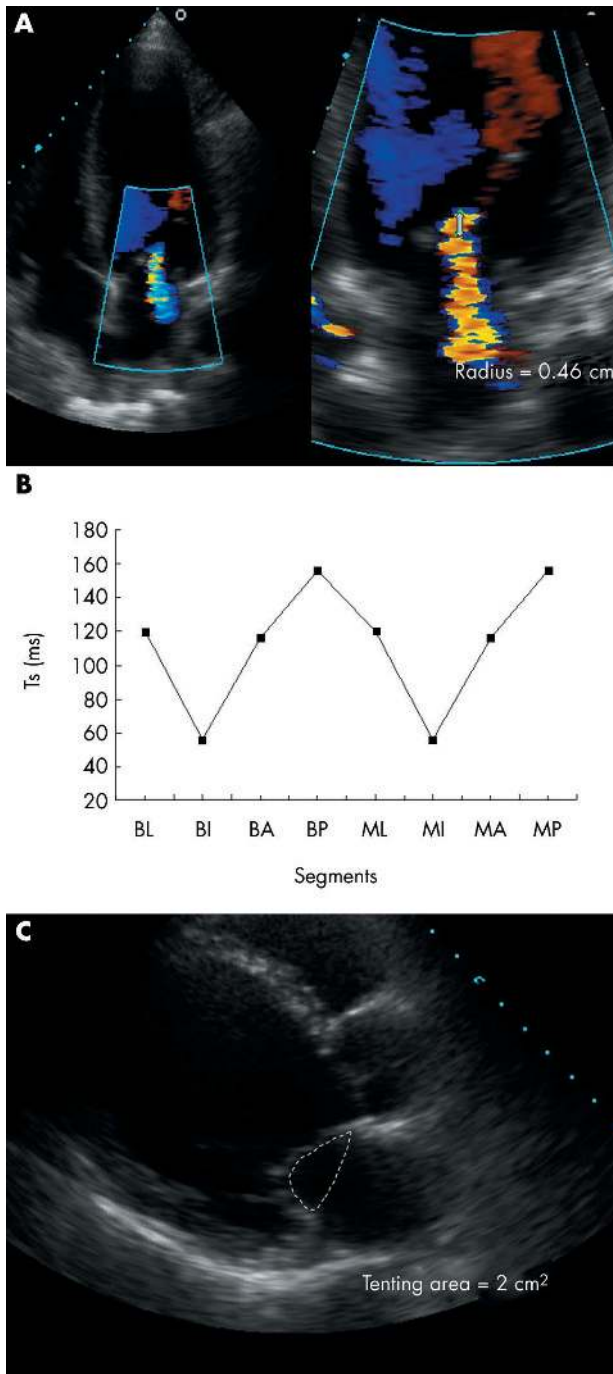 A
Radius = 0.46 cm
B
180
160
140
120
100
80
60
40
20
Ts (ms)
BL BI BA BP ML MI MA MP
Segments
C
Tenting area = 2 cm²